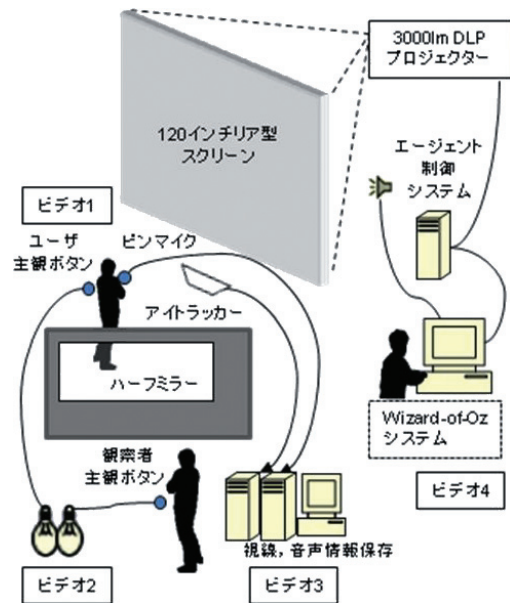 3000lm DLP
プロジェクター
120インチリア型
スクリーン
エージェント
制御
システム
ビデオ1
ユーザ
主観ボタン
ピンマイク
アイトラッカー
ハーフミラー
観察者
主観ボタン
Wizard-of-Oz
システム
ビデオ4
視線，音声情報保存
ビデオ2
ビデオ3